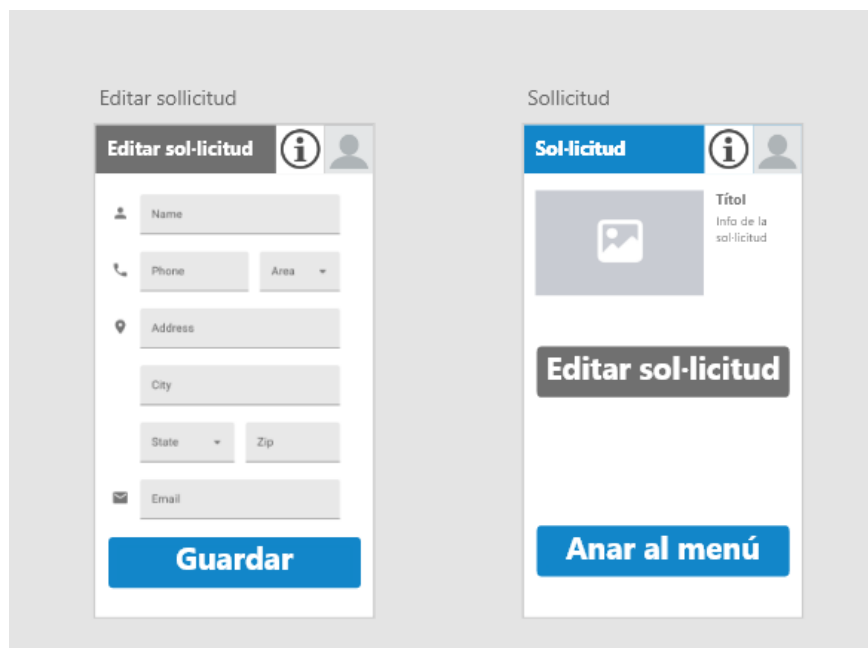 Editar sollicitud
Editar sol·licitud
Name
Phone
Area
Address
City
State
Zip
Email
Guardar
Sollicitud
Sol·licitud
Títol
Info de la
sol·licitud
Editar sol·licitud
Anar al menú